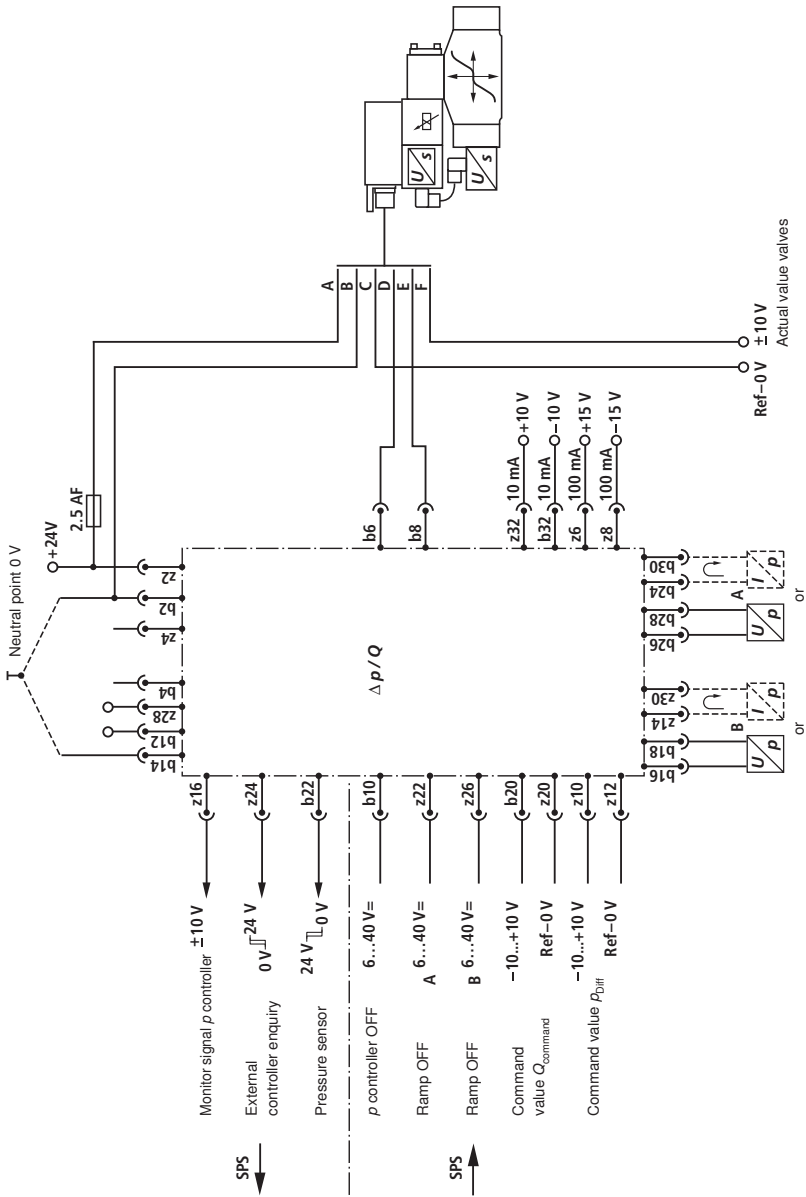 Neutral point 0 V
+24V
2.5 AF
z2
b2
z4
b4
z28
b12
b14
A
B
C
D
E
F
U
s
U
s
±10 V
Ref–0 V
Actual value valves
b6
b8
z32
10 mA
+10 V
b32
10 mA
–10 V
z6
100 mA
+15 V
z8
100 mA
–15 V
Δ p / Q
SPS
Monitor signal p controller
±10 V
z16
External
controller enquiry
0 V
24 V
z24
Pressure sensor
24 V
0 V
b22
SPS
p controller OFF
6...40 V=
b10
Ramp OFF
6...40 V=
A
z22
Ramp OFF
6...40 V=
B
z26
Command
value Qcommand
–10...+10 V
b20
Ref–0 V
z20
Command value pDiff
–10...+10 V
z10
Ref–0 V
z12
b16
b18
z14
z30
b26
b28
b24
b30
U
p
B
I
p
or
U
p
A
I
p
or